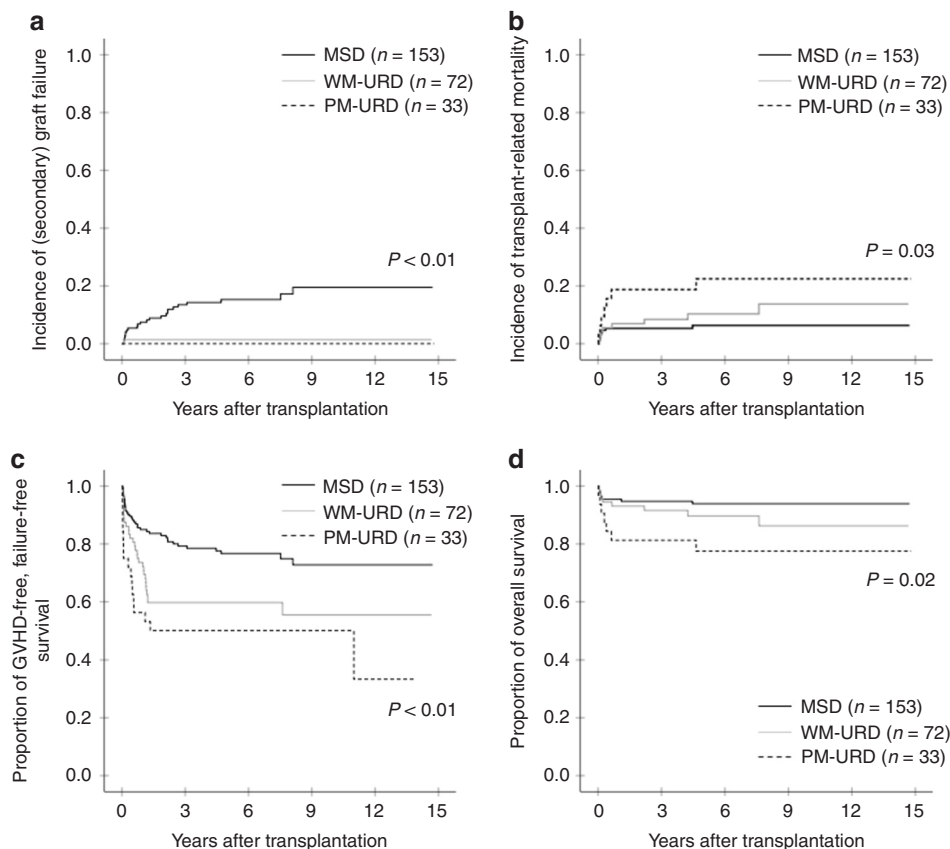 a
Incidence of (secondary) graft failure
1.0
0.8
0.6
0.4
0.2
0.0
MSD (n = 153)
WM-URD (n = 72)
PM-URD (n = 33)
P < 0.01
0 3 6 9 12 15
Years after transplantation
b
Incidence of transplant-related mortality
1.0
0.8
0.6
0.4
0.2
0.0
MSD (n = 153)
WM-URD (n = 72)
PM-URD (n = 33)
P = 0.03
0 3 6 9 12 15
Years after transplantation
c
Proportion of GVHD-free, failure-free
survival
1.0
0.8
0.6
0.4
0.2
0.0
MSD (n = 153)
WM-URD (n = 72)
PM-URD (n = 33)
P < 0.01
0 3 6 9 12 15
Years after transplantation
d
Proportion of overall survival
1.0
0.8
0.6
0.4
0.2
0.0
P = 0.02
MSD (n = 153)
WM-URD (n = 72)
PM-URD (n = 33)
0 3 6 9 12 15
Years after transplantation